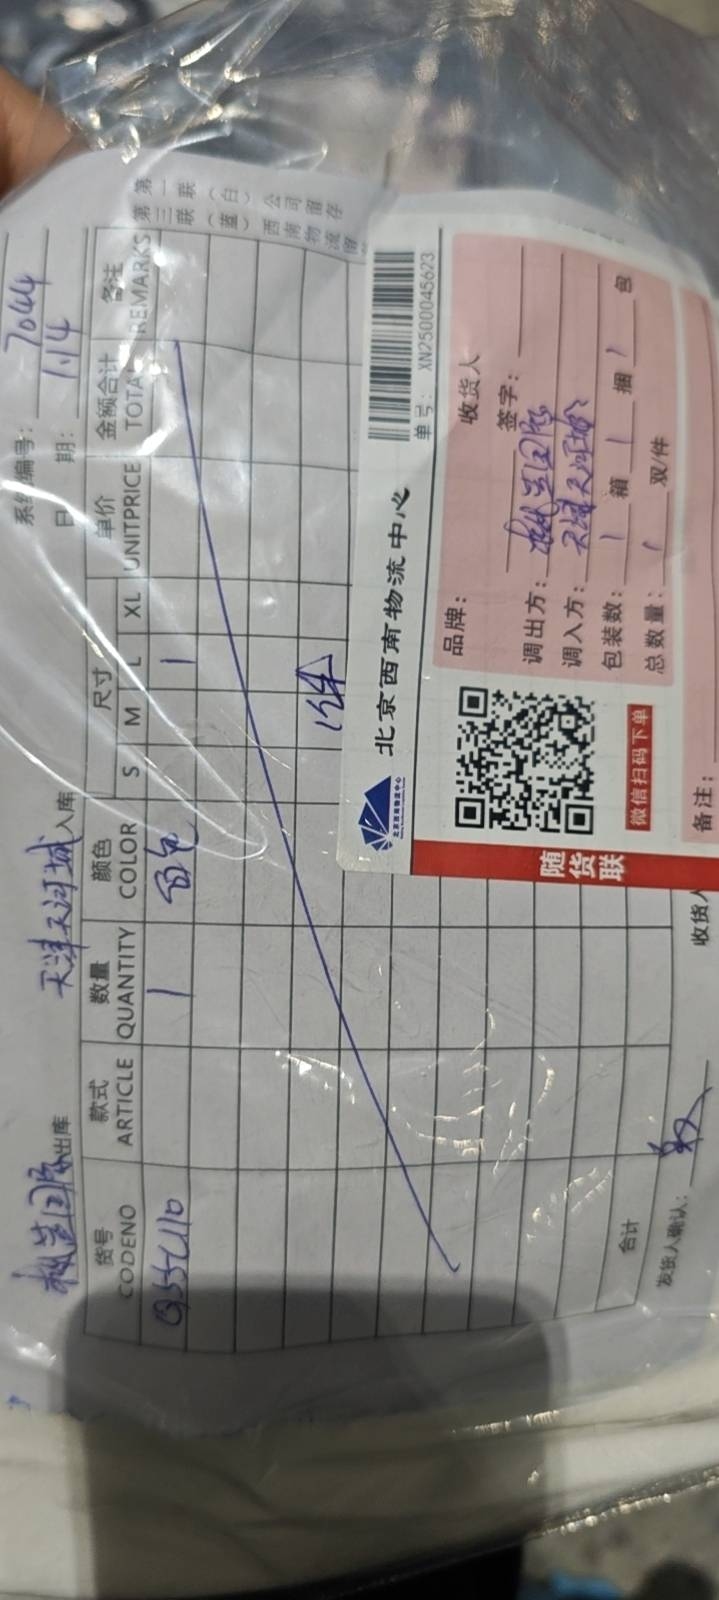 系统编号：7044
日 期：1.14
天津天河城入库
出库
货号 款式 数量 颜色 尺寸 单价 金额合计 备注
CODENO ARTICLE QUANTITY COLOR S M L XL UNITPRICE TOTAL REMARKS
1 白色 1
合计
发货人确认：
收货人
第一联（白）公司留存
第三联（蓝）西南物流留
北京西南物流中心
单号：XN2500045623
品牌：
收货人
签字：
调出方：
调入方：天津天河城
包装数：1 箱 1 捆 1 包
总数量：1 双/件
微信扫码下单
备注：
随货联